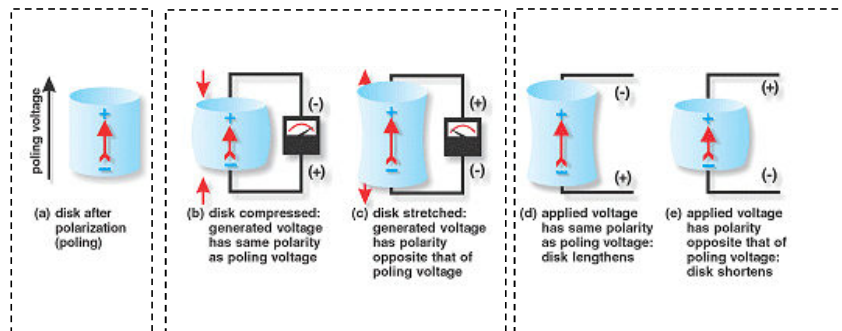 poling voltage
+
−
(a) disk after
polarization
(poling)
(-)
+
−
(+)
(b) disk compressed:
generated voltage
has same polarity
as poling voltage
(+)
+
−
(-)
(c) disk stretched:
generated voltage
has polarity
opposite that of
poling voltage
(-)
+
−
(+)
(d) applied voltage
has same polarity
as poling voltage:
disk lengthens
(+)
+
−
(-)
(e) applied voltage
has polarity
opposite that of
poling voltage:
disk shortens